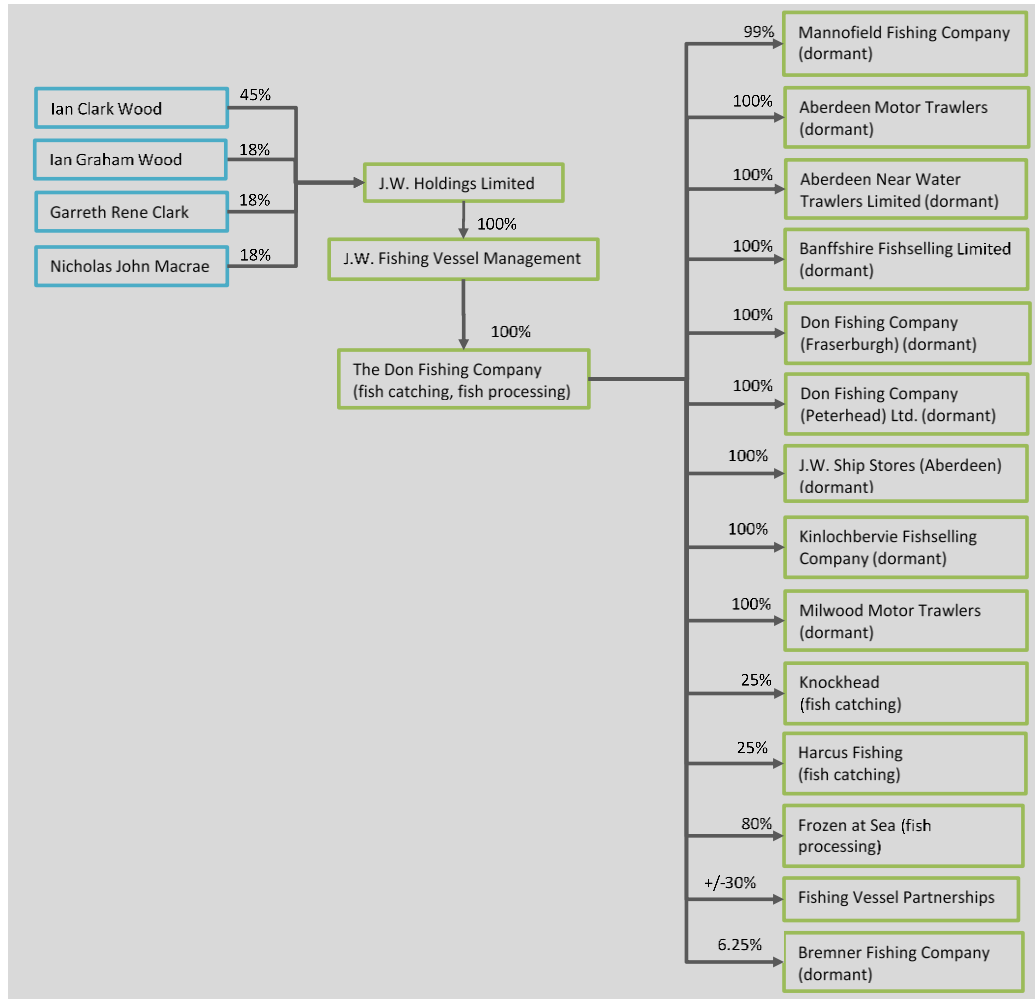 Ian Clark Wood
45%
Ian Graham Wood
18%
Garreth Rene Clark
18%
Nicholas John Macrae
18%
J.W. Holdings Limited
100%
J.W. Fishing Vessel Management
100%
The Don Fishing Company
(fish catching, fish processing)
99%
Mannofield Fishing Company
(dormant)
100%
Aberdeen Motor Trawlers
(dormant)
100%
Aberdeen Near Water
Trawlers Limited (dormant)
100%
Banffshire Fishselling Limited
(dormant)
100%
Don Fishing Company
(Fraserburgh) (dormant)
100%
Don Fishing Company
(Peterhead) Ltd. (dormant)
100%
J.W. Ship Stores (Aberdeen)
(dormant)
100%
Kinlochbervie Fishselling
Company (dormant)
100%
Milwood Motor Trawlers
(dormant)
25%
Knockhead
(fish catching)
25%
Harcus Fishing
(fish catching)
80%
Frozen at Sea (fish
processing)
+/-30%
Fishing Vessel Partnerships
6.25%
Bremner Fishing Company
(dormant)